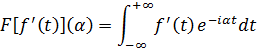 F[f′(t)](α) = ∫_{−∞}^{+∞} f′(t) e^{−iαt} dt